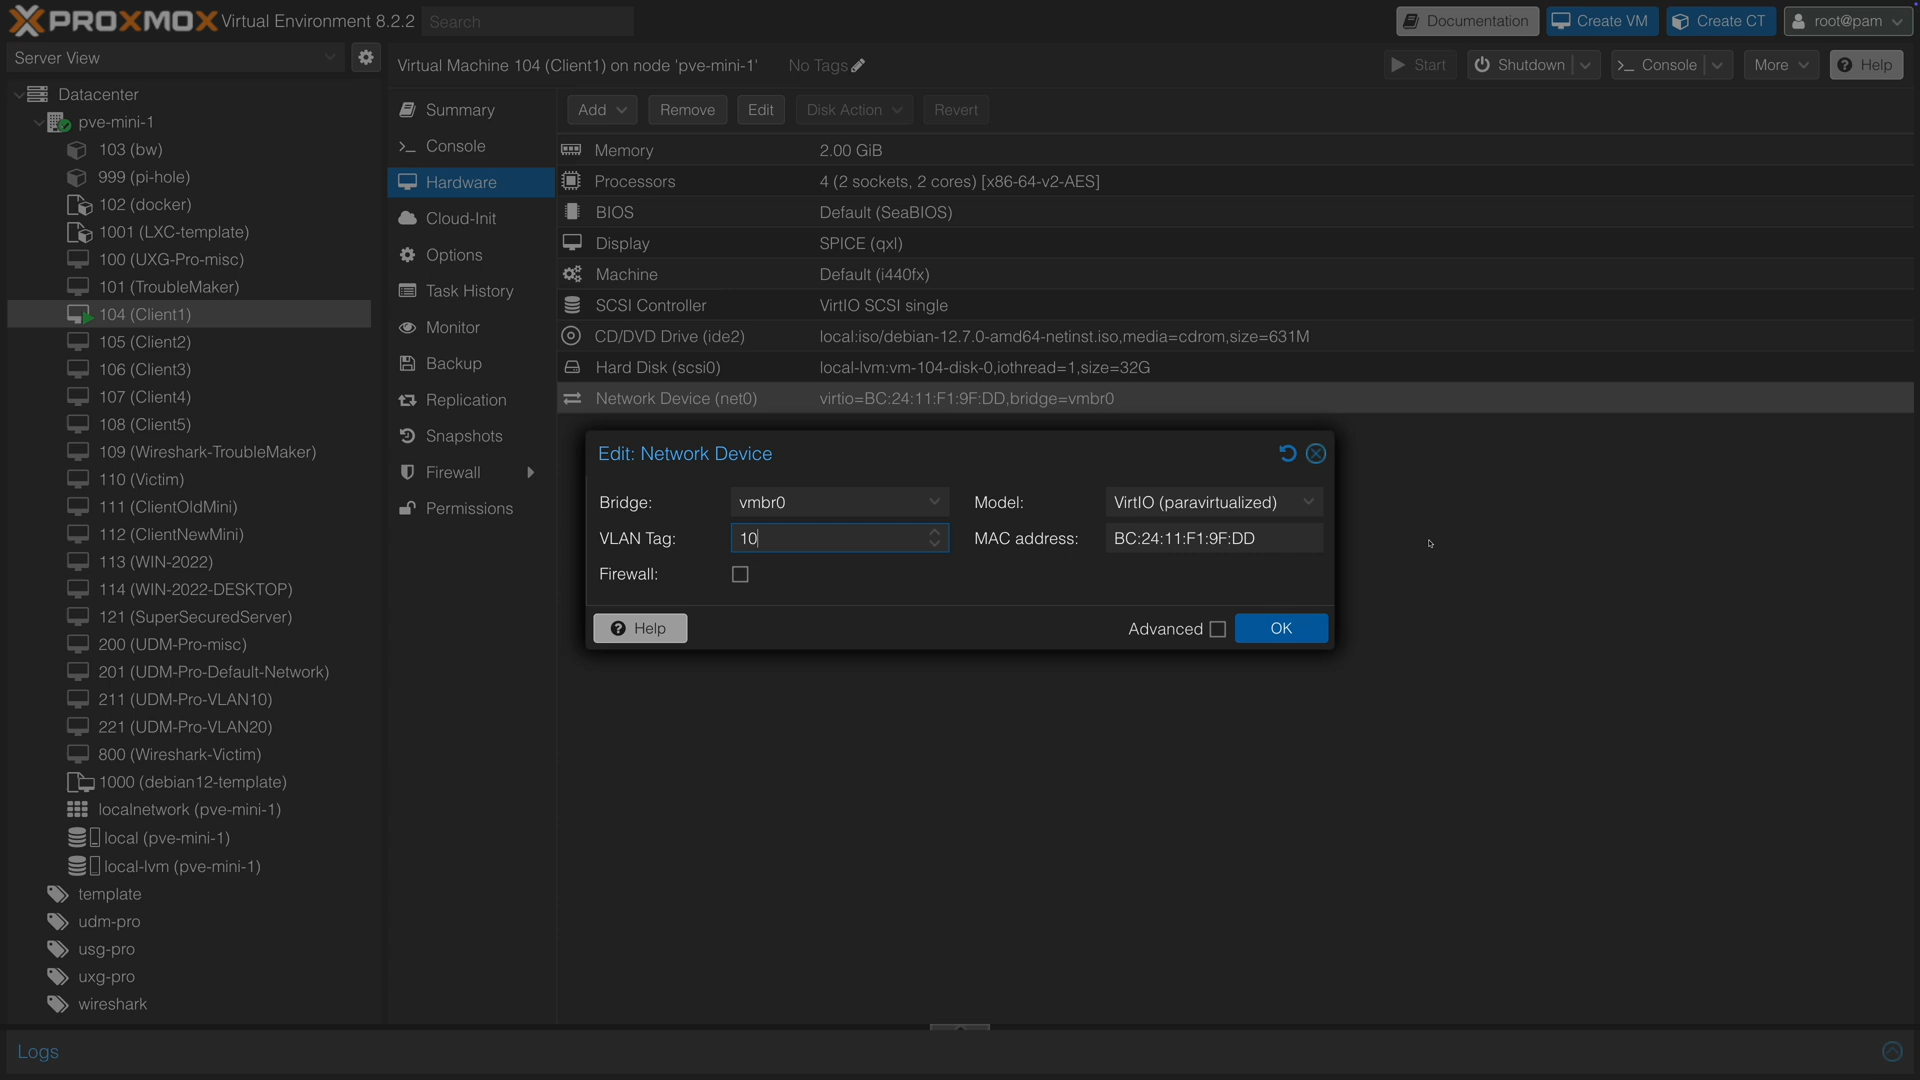 PROXMOX Virtual Environment 8.2.2 Search Documentation Create VM Create CT root@pam
Server View
Virtual Machine 104 (Client1) on node 'pve-mini-1' No Tags Start Shutdown Console More Help
Datacenter
pve-mini-1
103 (bw)
999 (pi-hole)
102 (docker)
1001 (LXC-template)
100 (UXG-Pro-misc)
101 (TroubleMaker)
104 (Client1)
105 (Client2)
106 (Client3)
107 (Client4)
108 (Client5)
109 (Wireshark-TroubleMaker)
110 (Victim)
111 (ClientOldMini)
112 (ClientNewMini)
113 (WIN-2022)
114 (WIN-2022-DESKTOP)
121 (SuperSecuredServer)
200 (UDM-Pro-misc)
201 (UDM-Pro-Default-Network)
211 (UDM-Pro-VLAN10)
221 (UDM-Pro-VLAN20)
800 (Wireshark-Victim)
1000 (debian12-template)
localnetwork (pve-mini-1)
local (pve-mini-1)
local-lvm (pve-mini-1)
template
udm-pro
usg-pro
uxg-pro
wireshark
Summary
Console
Hardware
Cloud-Init
Options
Task History
Monitor
Backup
Replication
Snapshots
Firewall
Permissions
Add Remove Edit Disk Action Revert
Memory 2.00 GiB
Processors 4 (2 sockets, 2 cores) [x86-64-v2-AES]
BIOS Default (SeaBIOS)
Display SPICE (qxl)
Machine Default (i440fx)
SCSI Controller VirtIO SCSI single
CD/DVD Drive (ide2) local:iso/debian-12.7.0-amd64-netinst.iso,media=cdrom,size=631M
Hard Disk (scsi0) local-lvm:vm-104-disk-0,iothread=1,size=32G
Network Device (net0) virtio=BC:24:11:F1:9F:DD,bridge=vmbr0
Edit: Network Device
Bridge: vmbr0 Model: VirtIO (paravirtualized)
VLAN Tag: 10 MAC address: BC:24:11:F1:9F:DD
Firewall:
Help Advanced OK
Logs